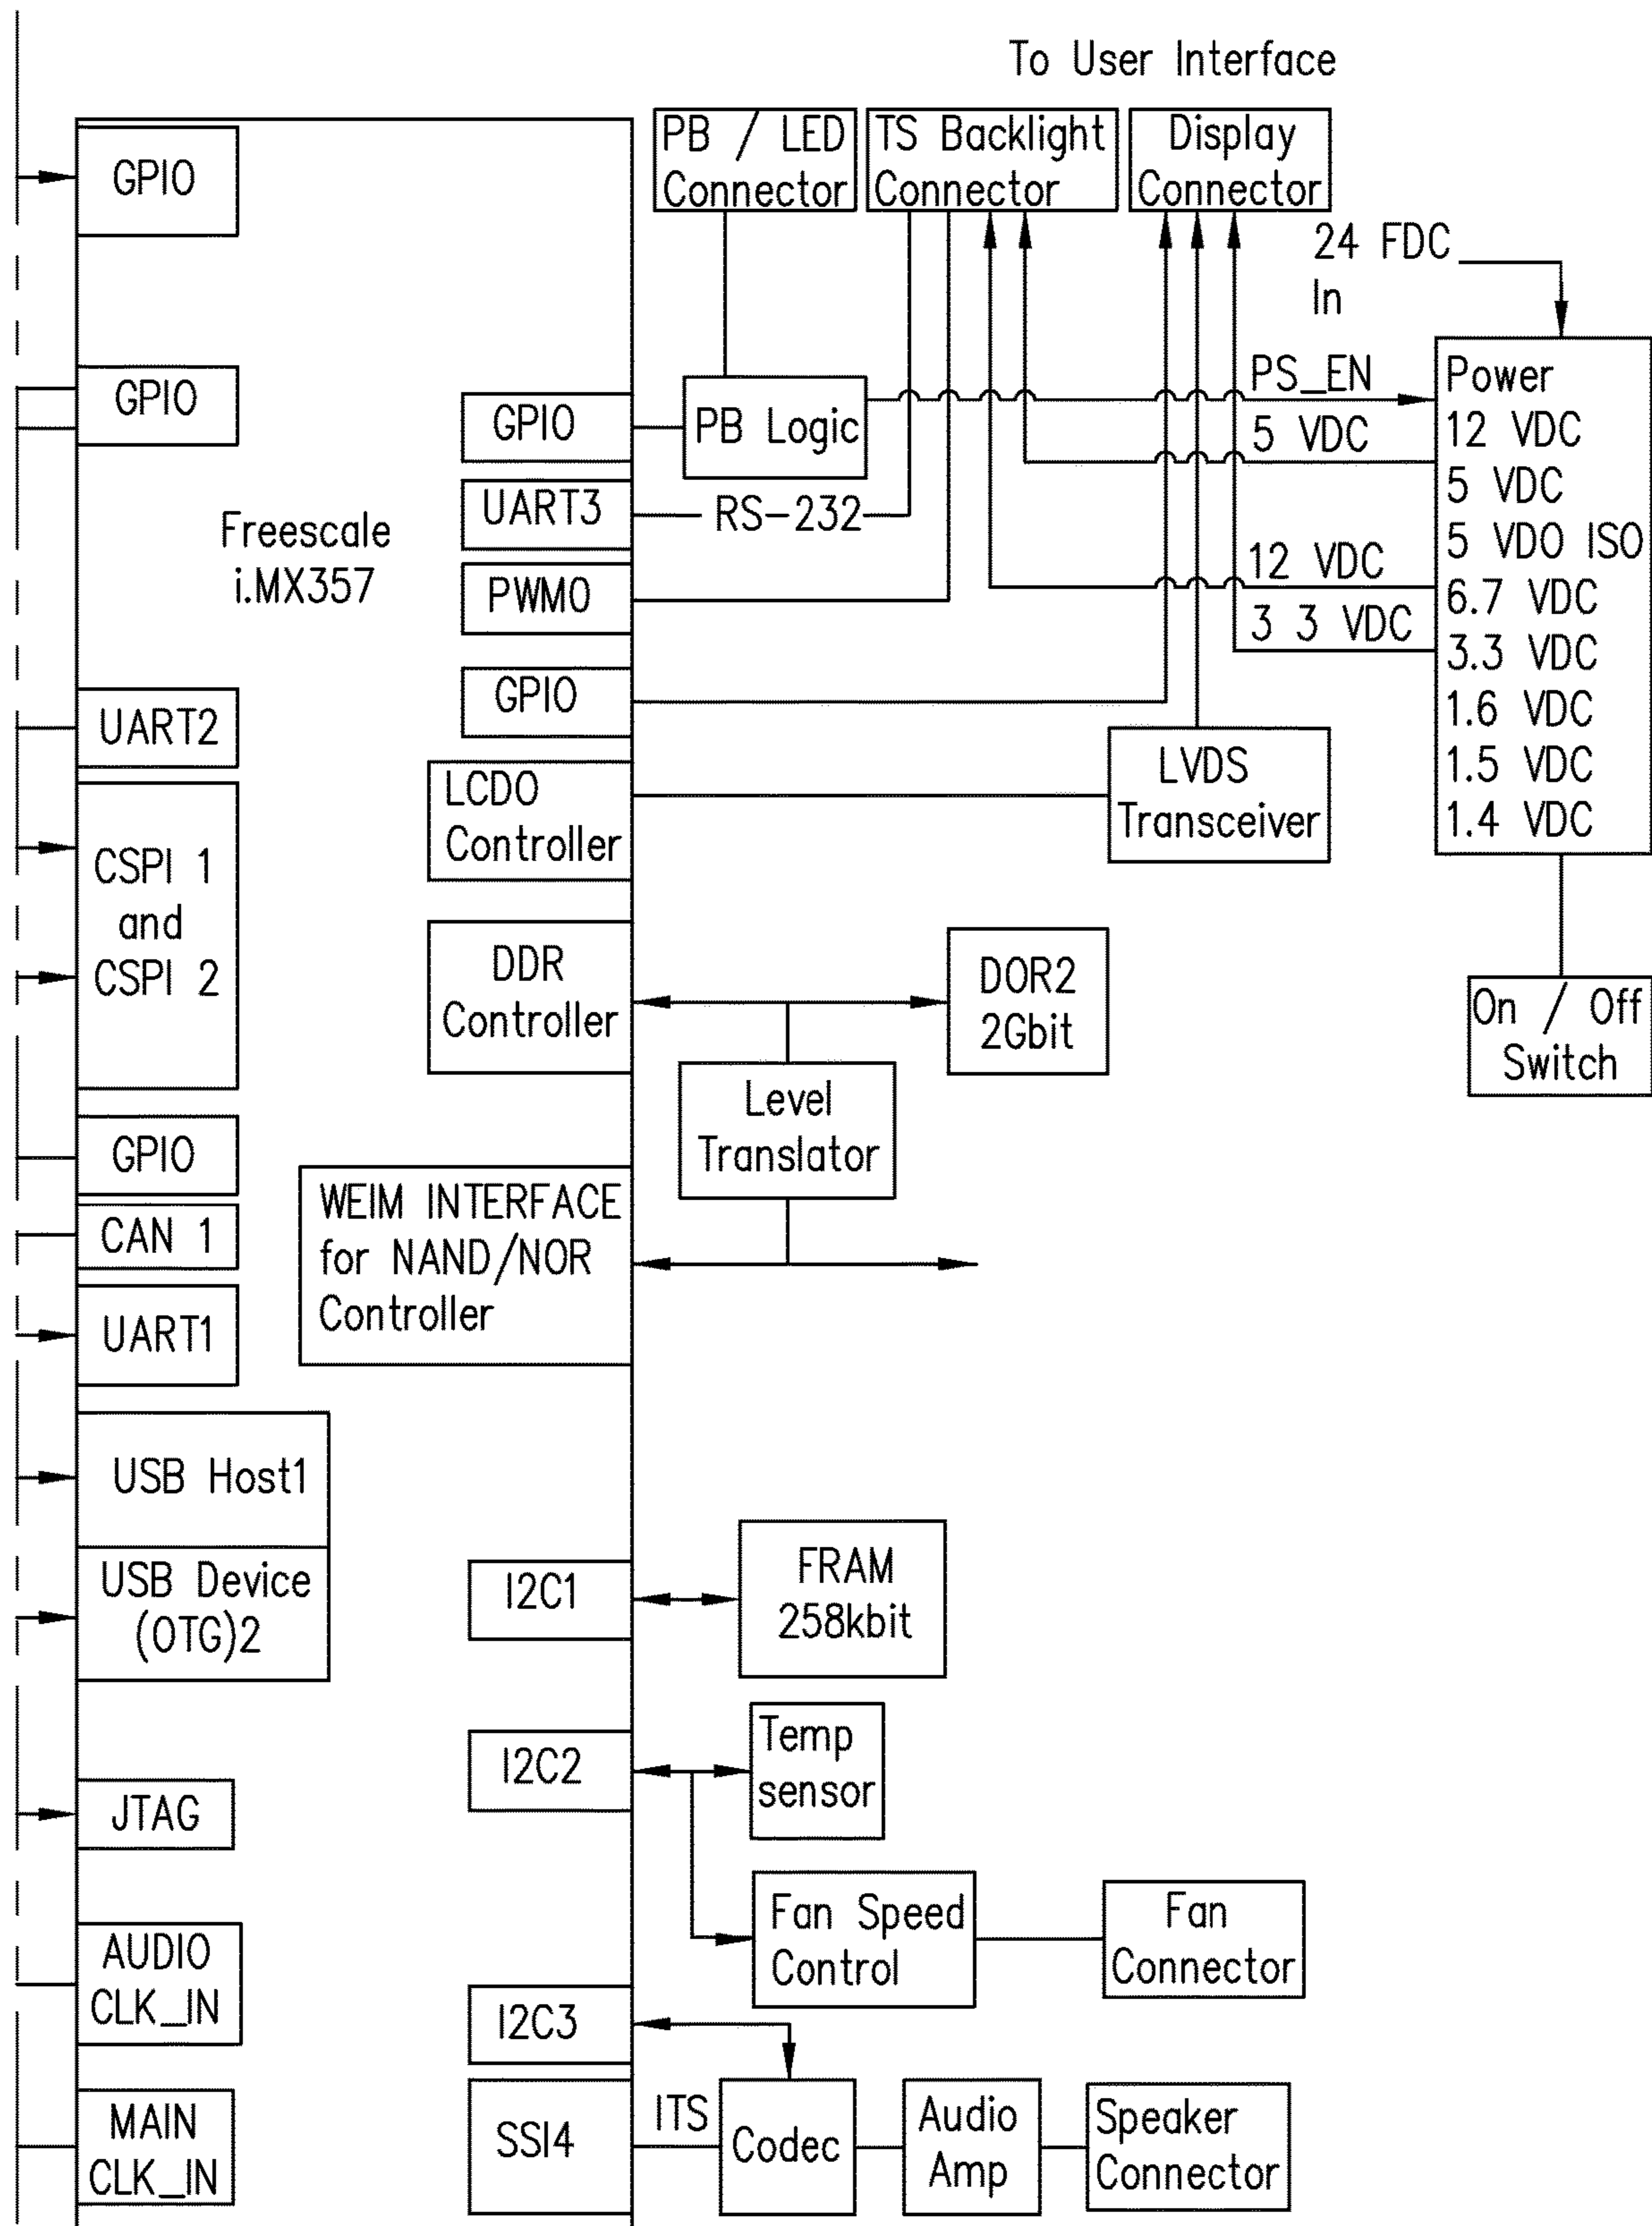 To User Interface
GPIO
PB / LED
Connector
TS Backlight
Connector
Display
Connector
24 FDC
In
GPIO
GPIO
PB Logic
PS_EN
5 VDC
12 VDC
3 3 VDC
Power
12 VDC
5 VDC
5 VDO ISO
6.7 VDC
3.3 VDC
1.6 VDC
1.5 VDC
1.4 VDC
Freescale
i.MX357
UART3
RS-232
PWM0
GPIO
UART2
LCD0
Controller
LVDS
Transceiver
CSPI 1
and
CSPI 2
DDR
Controller
DOR2
2Gbit
On / Off
Switch
Level
Translator
GPIO
CAN 1
UART1
WEIM INTERFACE
for NAND/NOR
Controller
USB Host1
USB Device
(OTG)2
I2C1
FRAM
258kbit
I2C2
Temp
sensor
JTAG
Fan Speed
Control
Fan
Connector
AUDIO
CLK_IN
I2C3
MAIN
CLK_IN
SSI4
ITS
Codec
Audio
Amp
Speaker
Connector